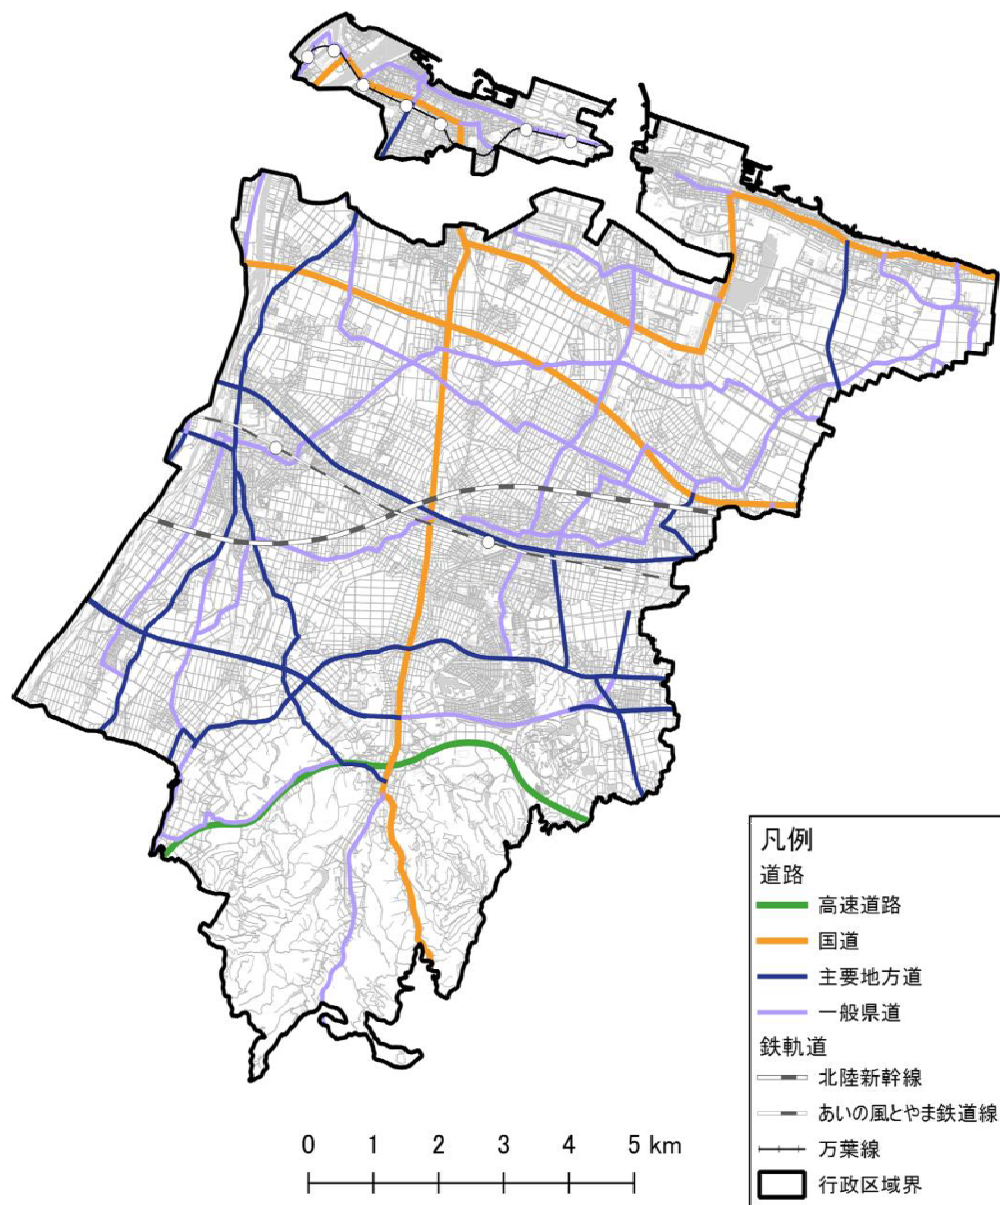 凡例
道路
高速道路
国道
主要地方道
一般県道
鉄軌道
北陸新幹線
あいの風とやま鉄道線
万葉線
行政区域界
0 1 2 3 4 5 km